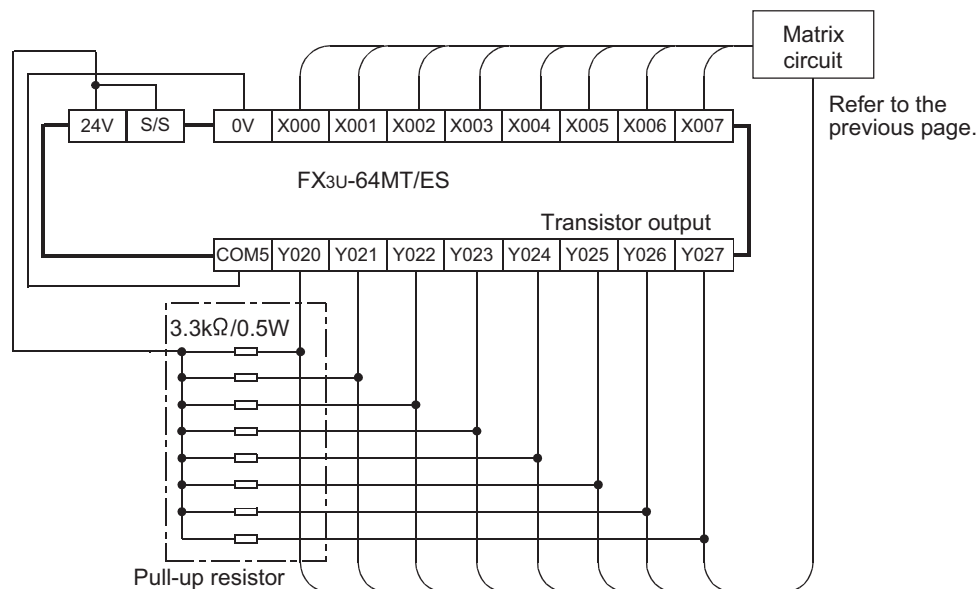 Matrix
circuit
Refer to the
previous page.
24V S/S 0V X000 X001 X002 X003 X004 X005 X006 X007
FX3U-64MT/ES
Transistor output
COM5 Y020 Y021 Y022 Y023 Y024 Y025 Y026 Y027
3.3kΩ/0.5W
Pull-up resistor